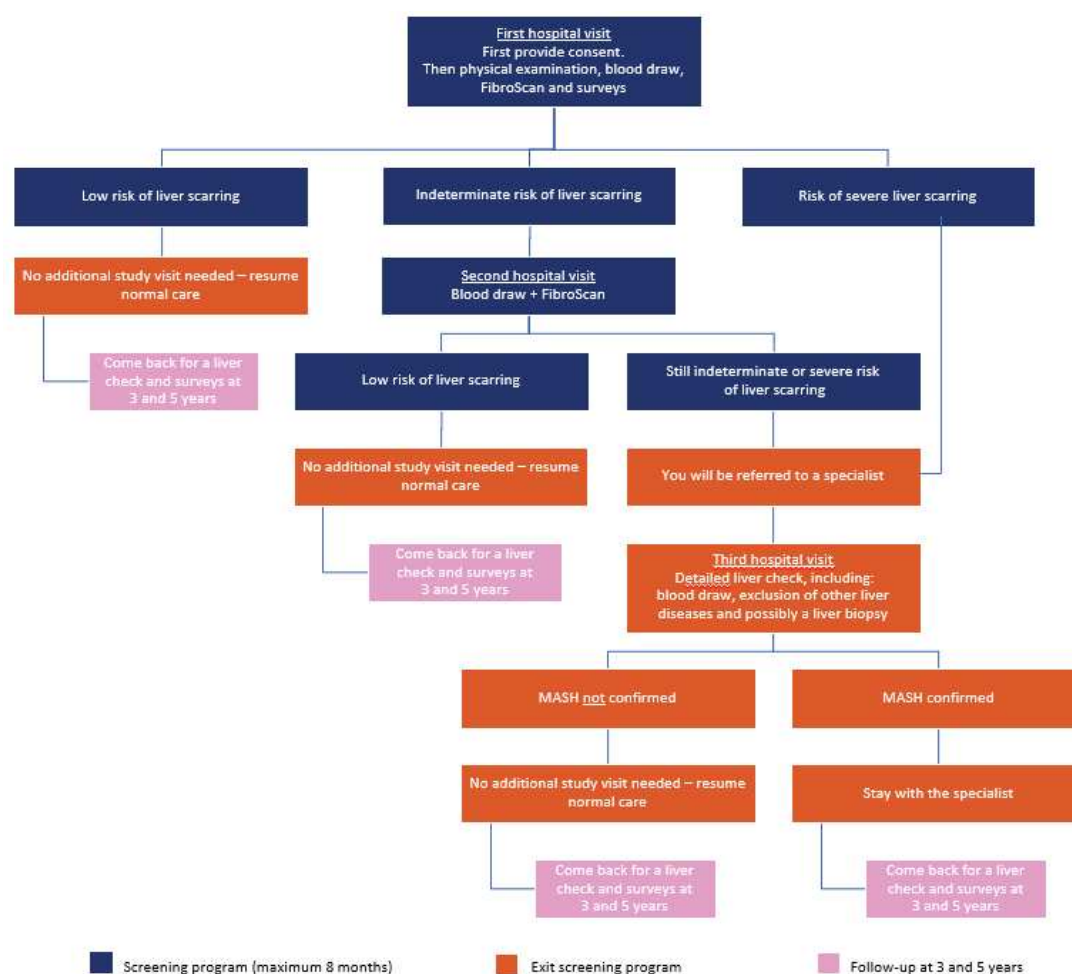 First hospital visit
First provide consent.
Then physical examination, blood draw,
FibroScan and surveys
Low risk of liver scarring
Indeterminate risk of liver scarring
Risk of severe liver scarring
No additional study visit needed – resume
normal care
Second hospital visit
Blood draw + FibroScan
Come back for a liver
check and surveys at
3 and 5 years
Low risk of liver scarring
Still indeterminate or severe risk
of liver scarring
No additional study visit needed – resume
normal care
You will be referred to a specialist
Come back for a liver
check and surveys at
3 and 5 years
Third hospital visit
Detailed liver check, including:
blood draw, exclusion of other liver
diseases and possibly a liver biopsy
MASH not confirmed
MASH confirmed
No additional study visit needed – resume
normal care
Stay with the specialist
Come back for a liver
check and surveys at
3 and 5 years
Come back for a liver
check and surveys at
3 and 5 years
Screening program (maximum 8 months)
Exit screening program
Follow-up at 3 and 5 years